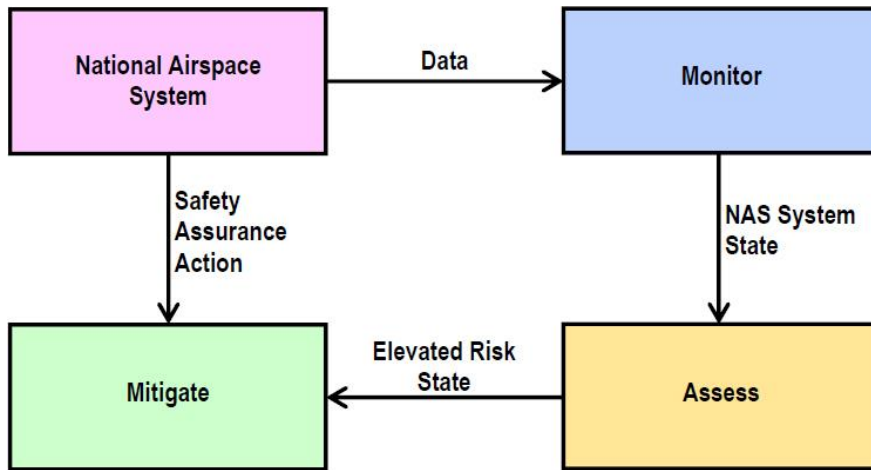 National Airspace
System
Data
Monitor
Safety
Assurance
Action
NAS System
State
Mitigate
Elevated Risk
State
Assess